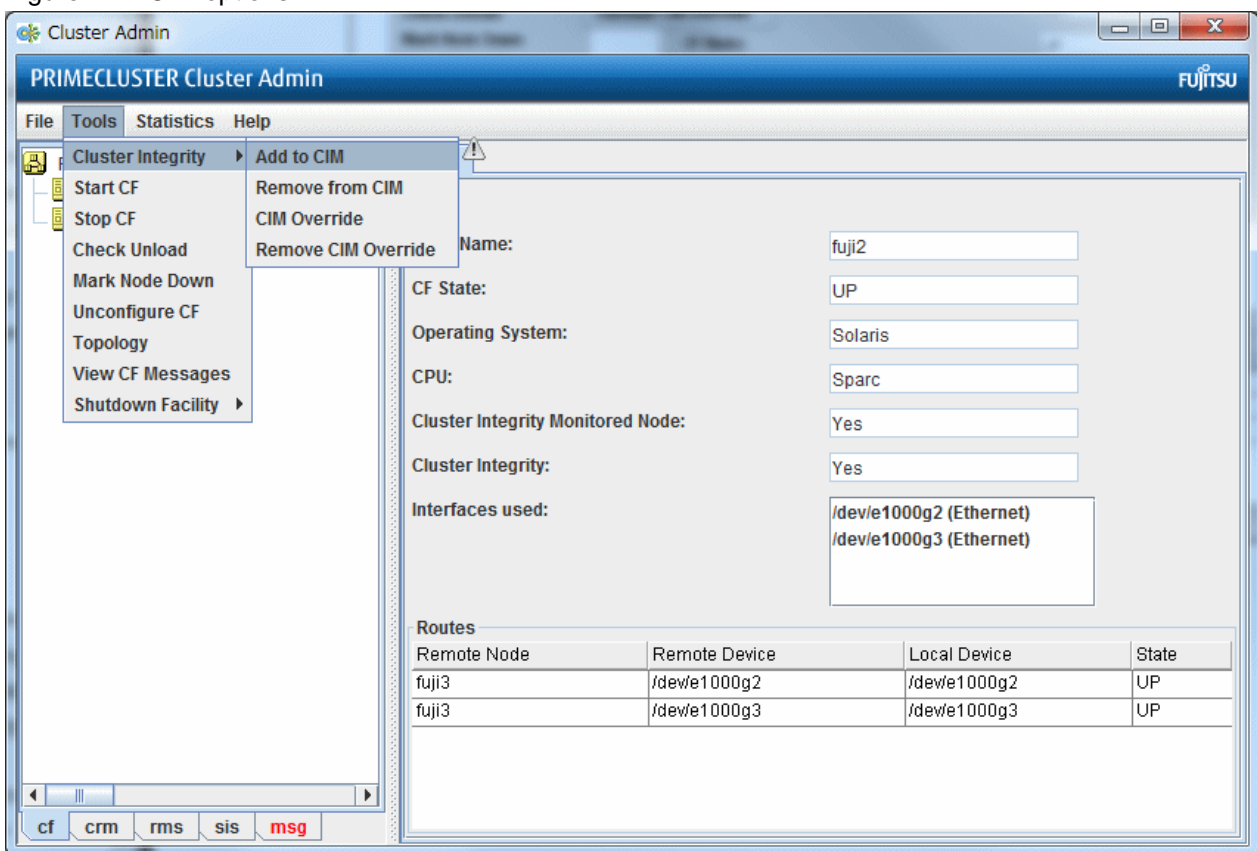 Cluster Admin
PRIMECLUSTER Cluster Admin
FUJITSU
File Tools Statistics Help
Cluster Integrity
Add to CIM
Start CF
Remove from CIM
Stop CF
CIM Override
Check Unload
Remove CIM Override
Name:
fuji2
Mark Node Down
CF State:
UP
Unconfigure CF
Operating System:
Solaris
Topology
View CF Messages
CPU:
Sparc
Shutdown Facility
Cluster Integrity Monitored Node:
Yes
Cluster Integrity:
Yes
Interfaces used:
/dev/e1000g2 (Ethernet)
/dev/e1000g3 (Ethernet)
Routes
Remote Node Remote Device Local Device State
fuji3 /dev/e1000g2 /dev/e1000g2 UP
fuji3 /dev/e1000g3 /dev/e1000g3 UP
cf crm rms sis msg